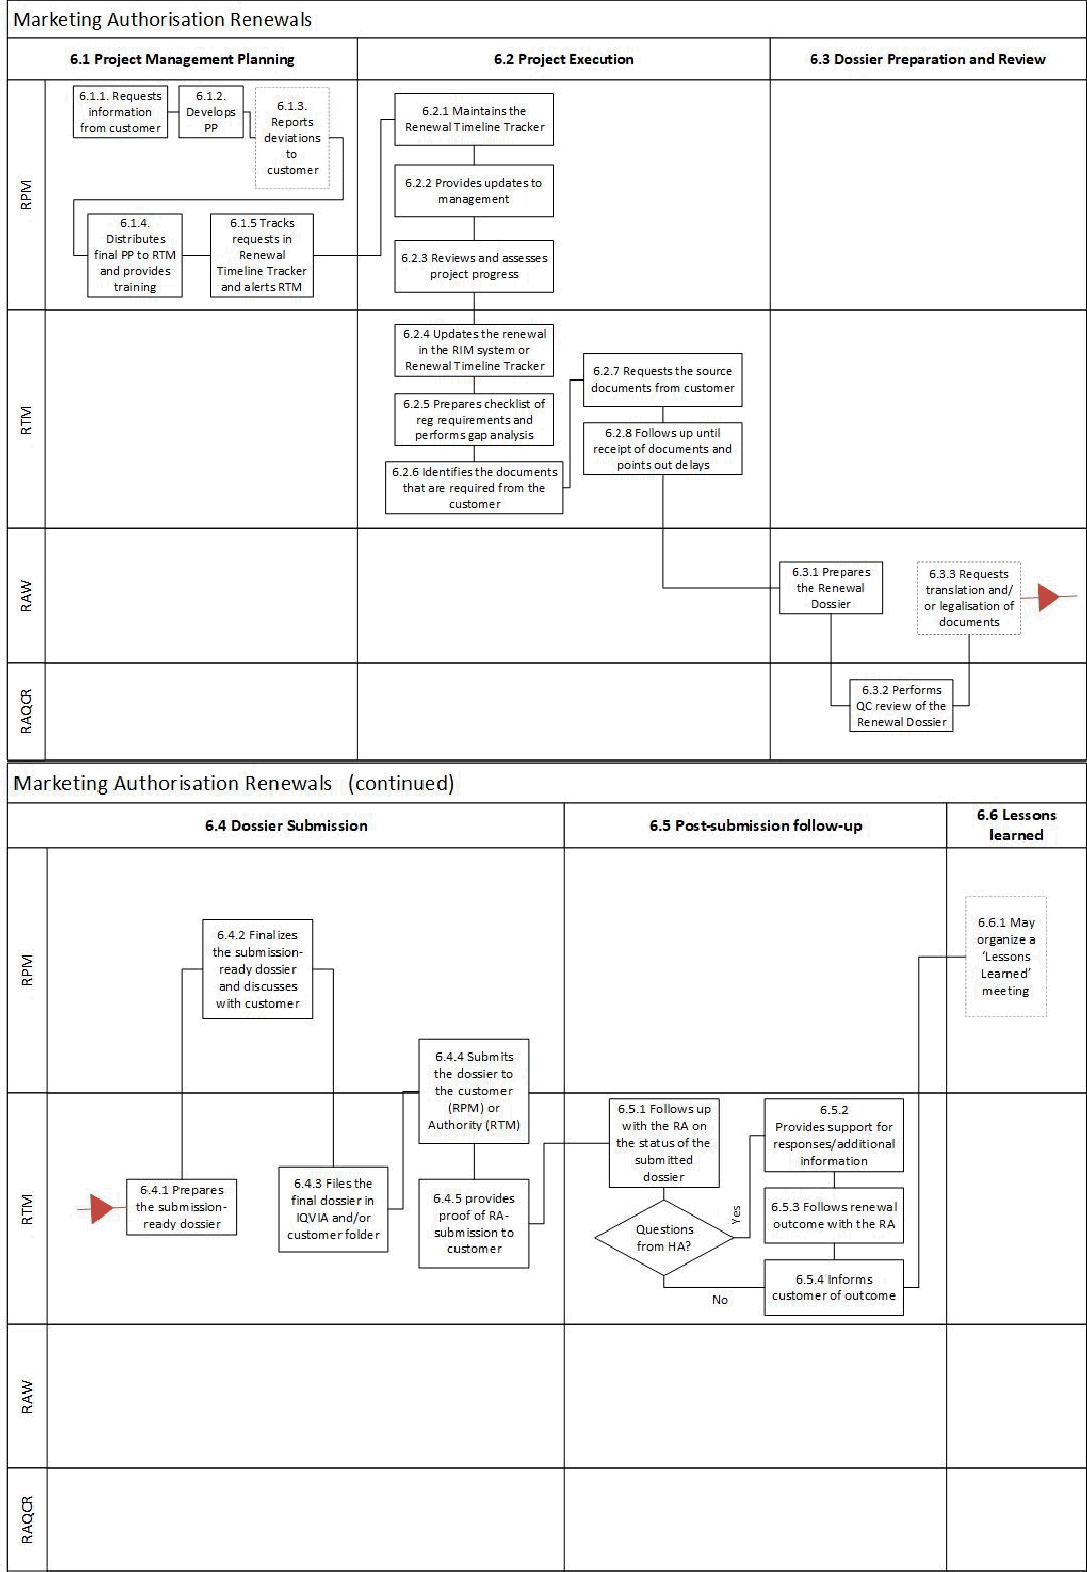 Marketing Authorisation Renewals
6.1 Project Management Planning
6.2 Project Execution
6.3 Dossier Preparation and Review
RPM
6.1.1. Requests
information
from customer
6.1.2.
Develops
PP
6.1.3.
Reports
deviations
to
customer
6.1.4.
Distributes
final PP to RTM
and provides
training
6.1.5 Tracks
requests in
Renewal
Timeline Tracker
and alerts RTM
6.2.1 Maintains the
Renewal Timeline Tracker
6.2.2 Provides updates to
management
6.2.3 Reviews and assesses
project progress
RTM
6.2.4 Updates the renewal
in the RIM system or
Renewal Timeline Tracker
6.2.5 Prepares checklist of
reg requirements and
performs gap analysis
6.2.6 Identifies the documents
that are required from the
customer
6.2.7 Requests the source
documents from customer
6.2.8 Follows up until
receipt of documents and
points out delays
RAW
6.3.1 Prepares
the Renewal
Dossier
6.3.3 Requests
translation and/
or legalisation of
documents
RAQCR
6.3.2 Performs
QC review of the
Renewal Dossier
Marketing Authorisation Renewals (continued)
6.4 Dossier Submission
6.5 Post-submission follow-up
6.6 Lessons
learned
RPM
6.4.2 Finalizes
the submission-
ready dossier
and discusses
with customer
6.4.4 Submits
the dossier to
the customer
(RPM) or
Authority (RTM)
6.6.1 May
organize a
‘Lessons
Learned’
meeting
RTM
6.4.1 Prepares
the submission-
ready dossier
6.4.3 Files the
final dossier in
IQVIA and/or
customer folder
6.4.5 provides
proof of RA-
submission to
customer
6.5.1 Follows up
with the RA on
the status of the
submitted
dossier
Questions
from HA?
Yes
No
6.5.2
Provides support for
responses/additional
information
6.5.3 Follows renewal
outcome with the RA
6.5.4 Informs
customer of outcome
RAW
RAQCR